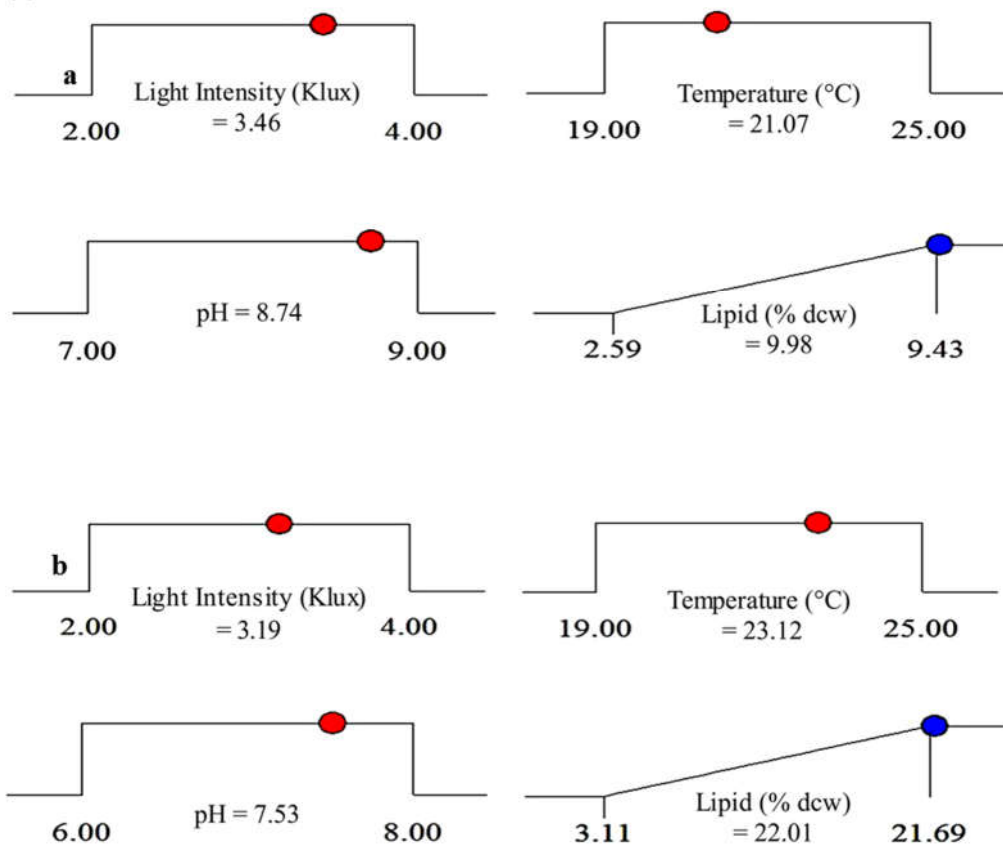 a
Light Intensity (Klux)
= 3.46
2.00 4.00
Temperature (°C)
= 21.07
19.00 25.00
pH = 8.74
7.00 9.00
Lipid (% dcw)
= 9.98
2.59 9.43
b
Light Intensity (Klux)
= 3.19
2.00 4.00
Temperature (°C)
= 23.12
19.00 25.00
pH = 7.53
6.00 8.00
Lipid (% dcw)
= 22.01
3.11 21.69